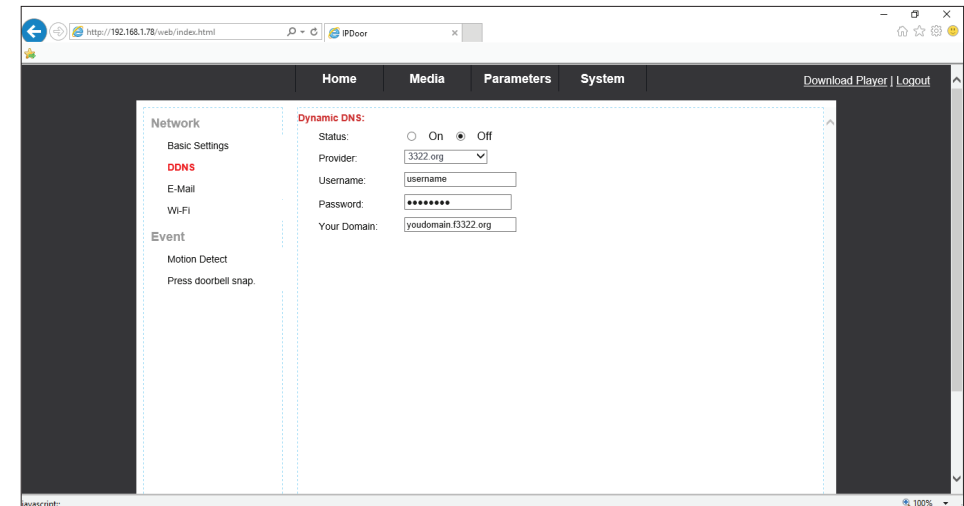 http://192.168.1.78/web/index.html IPDoor
Home Media Parameters System Download Player | Logout
Network
Basic Settings
DDNS
E-Mail
Wi-Fi
Event
Motion Detect
Press doorbell snap.
Dynamic DNS:
Status: On Off
Provider: 3322.org
Username: username
Password: ••••••••
Your Domain: youdomain.f3322.org
javascript:; 100%